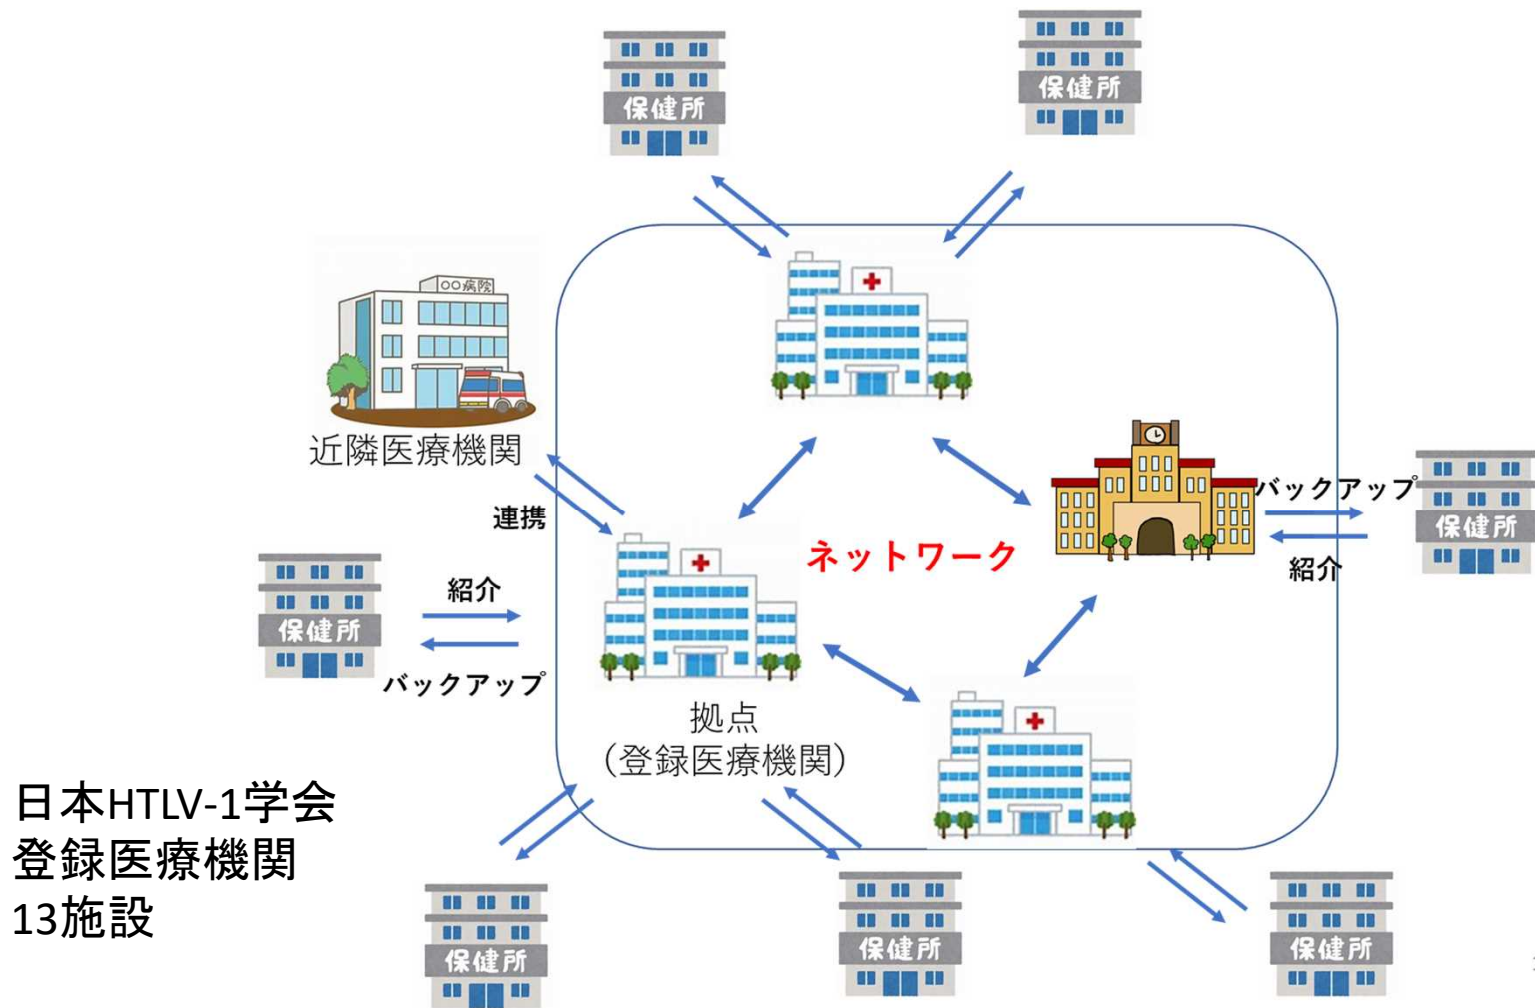 保健所
保健所
〇〇病院
近隣医療機関
連携
ネットワーク
バックアップ
保健所
紹介
保健所
紹介
バックアップ
拠点
（登録医療機関）
日本HTLV-1学会
登録医療機関
13施設
保健所
保健所
保健所